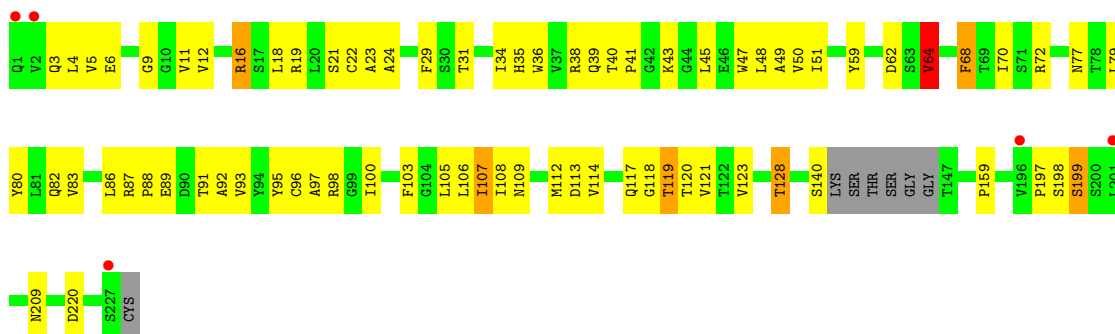 Q1 V2 Q3 L4 V5 E6 G9 G10 V11 V12 R16 S17 L18 R19 L20 S21 C22 A23 A24 F29 S30 T31 I34 H35 W36 V37 R38 Q39 T40 P41 G42 K43 G44 L45 E46 W47 L48 A49 V50 I51 Y59 D62 S63 V64 F68 T69 I70 S71 R72 N77 T78 L79
Y80 L81 Q82 V83 L86 R87 P88 E89 D90 T91 A92 V93 Y94 Y95 C96 A97 R98 G99 I100 F103 G104 L105 L106 I107 I108 N109 M112 D113 V114 Q117 G118 T119 T120 V121 T122 V123 T128 S140 LYS SER THR SER GLY GLY T147 P159 V196 P197 S198 S199 S200 L201
N209 D220 S227 CYS